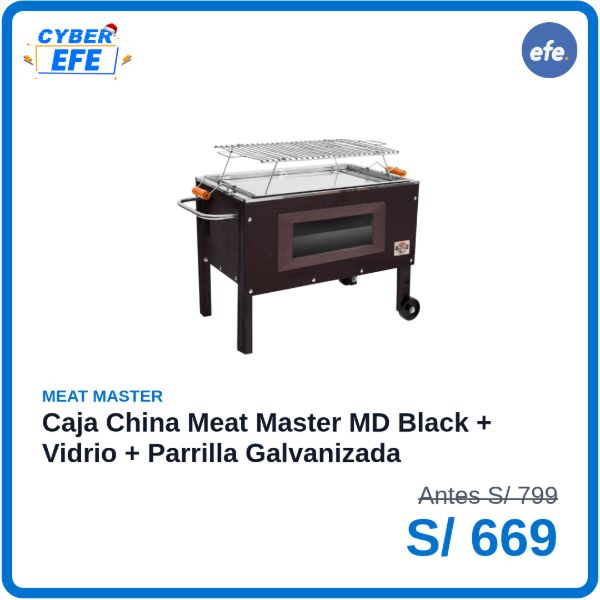 CYBER
EFE
efe.
MEAT MASTER
Caja China Meat Master MD Black +
Vidrio + Parrilla Galvanizada
Antes S/ 799
S/ 669